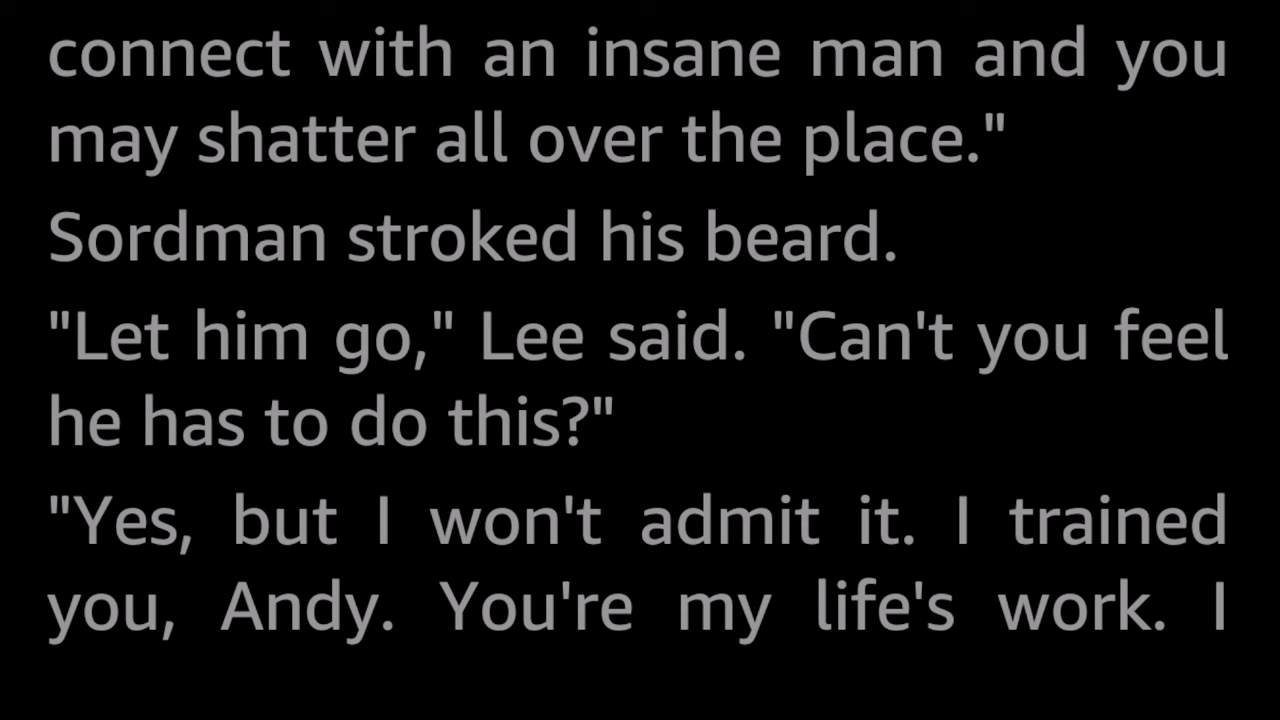 connect with an insane man and you
may shatter all over the place."
Sordman stroked his beard.
"Let him go," Lee said. "Can't you feel
he has to do this?"
"Yes, but I won't admit it. I trained
you, Andy. You're my life's work. I